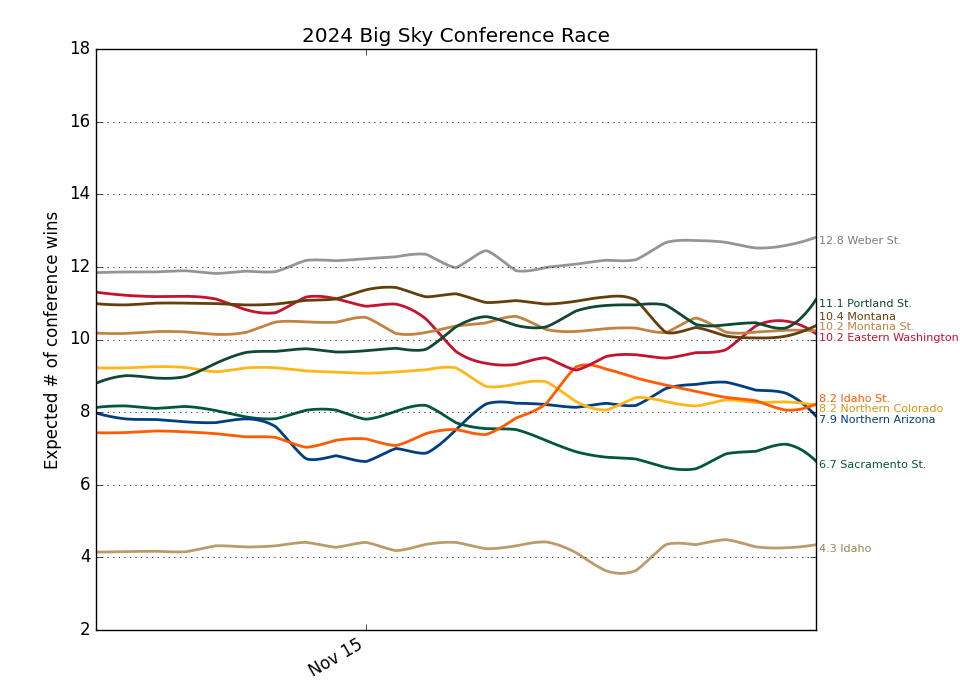 2024 Big Sky Conference Race
Expected # of conference wins
18
16
14
12
10
8
6
4
2
Nov 15
12.8 Weber St.
11.1 Portland St.
10.4 Montana
10.2 Montana St.
10.2 Eastern Washington
8.2 Idaho St.
8.2 Northern Colorado
7.9 Northern Arizona
6.7 Sacramento St.
4.3 Idaho